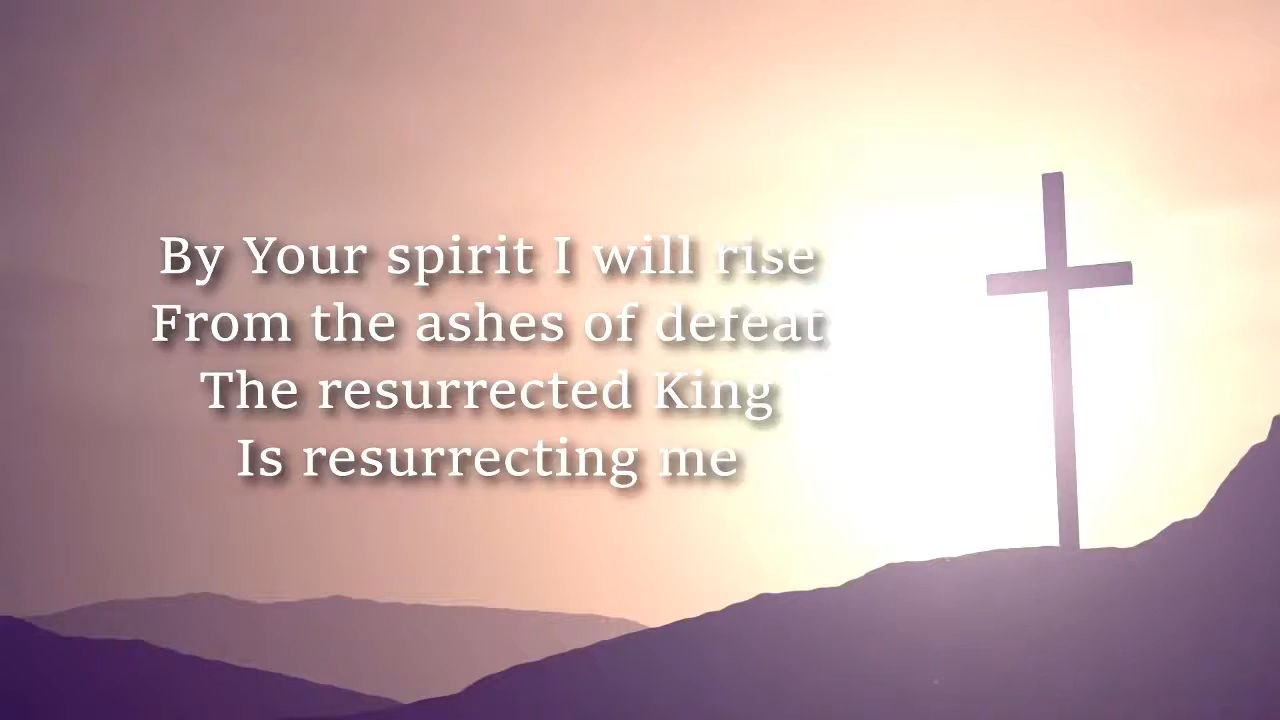 By Your spirit I will rise
From the ashes of defeat
The resurrected King
Is resurrecting me